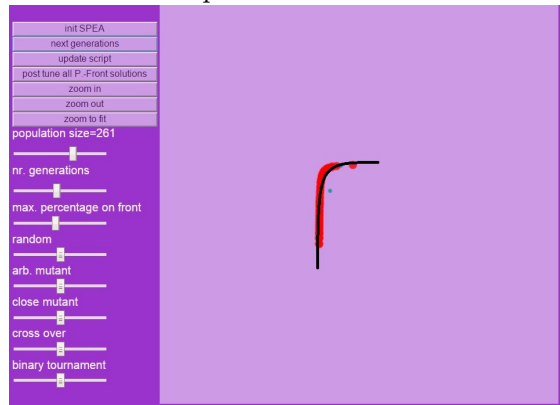 init SPEA
next generations
update script
post tune all P.-Front solutions
zoom in
zoom out
zoom to fit
population size=261
nr. generations
max. percentage on front
random
arb. mutant
close mutant
cross over
binary tournament